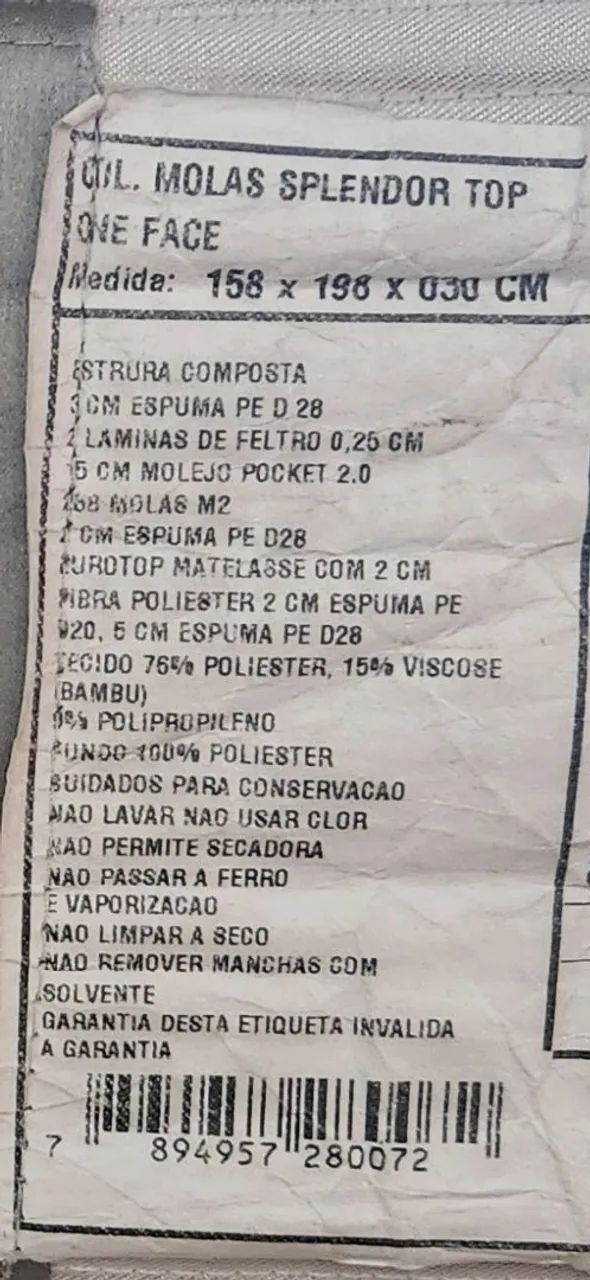 COL. MOLAS SPLENDOR TOP
ONE FACE
Medida: 158 x 198 x 030 CM
ESTRURA COMPOSTA
3 CM ESPUMA PE D 28
2 LAMINAS DE FELTRO 0,25 CM
15 CM MOLEJO POCKET 2.0
MOLAS M2
CM ESPUMA PE D28
EUROTOP MATELASSE COM 2 CM
FIBRA POLIESTER 2 CM ESPUMA PE
D20, 5 CM ESPUMA PE D28
TECIDO 76% POLIESTER, 15% VISCOSE
(BAMBU)
9% POLIPROPILENO
FUNDO 100% POLIESTER
CUIDADOS PARA CONSERVACAO
NAO LAVAR NAO USAR CLOR
NAO PERMITE SECADORA
NAO PASSAR A FERRO
E VAPORIZACAO
NAO LIMPAR A SECO
NAO REMOVER MANCHAS COM
SOLVENTE
GARANTIA DESTA ETIQUETA INVALIDA
A GARANTIA
7 894957 280072